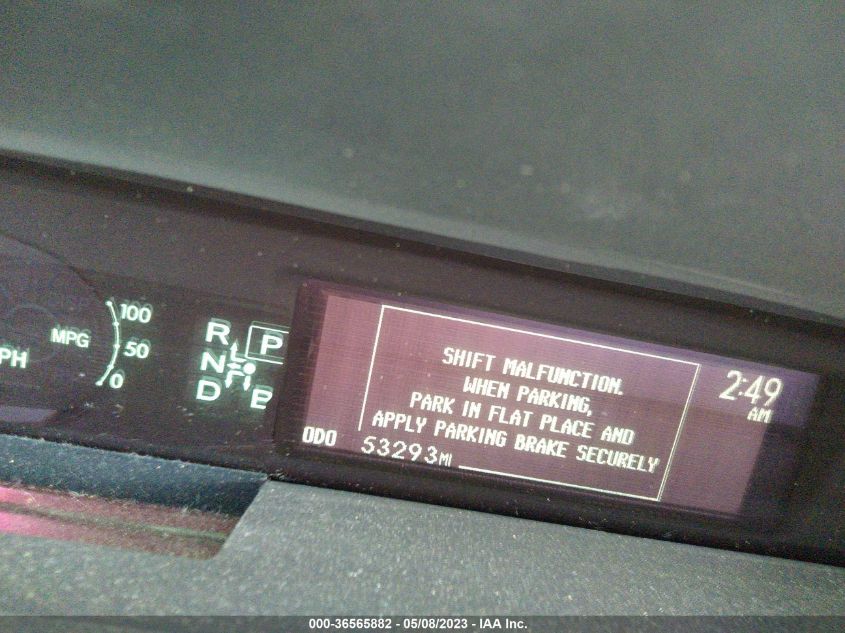 100
MPG
50
PH
0
R
P
N
D
B
SHIFT MALFUNCTION.
WHEN PARKING,
PARK IN FLAT PLACE AND
APPLY PARKING BRAKE SECURELY
2:49
AM
ODO 53293MI
000-36565882 - 05/08/2023 - IAA Inc.